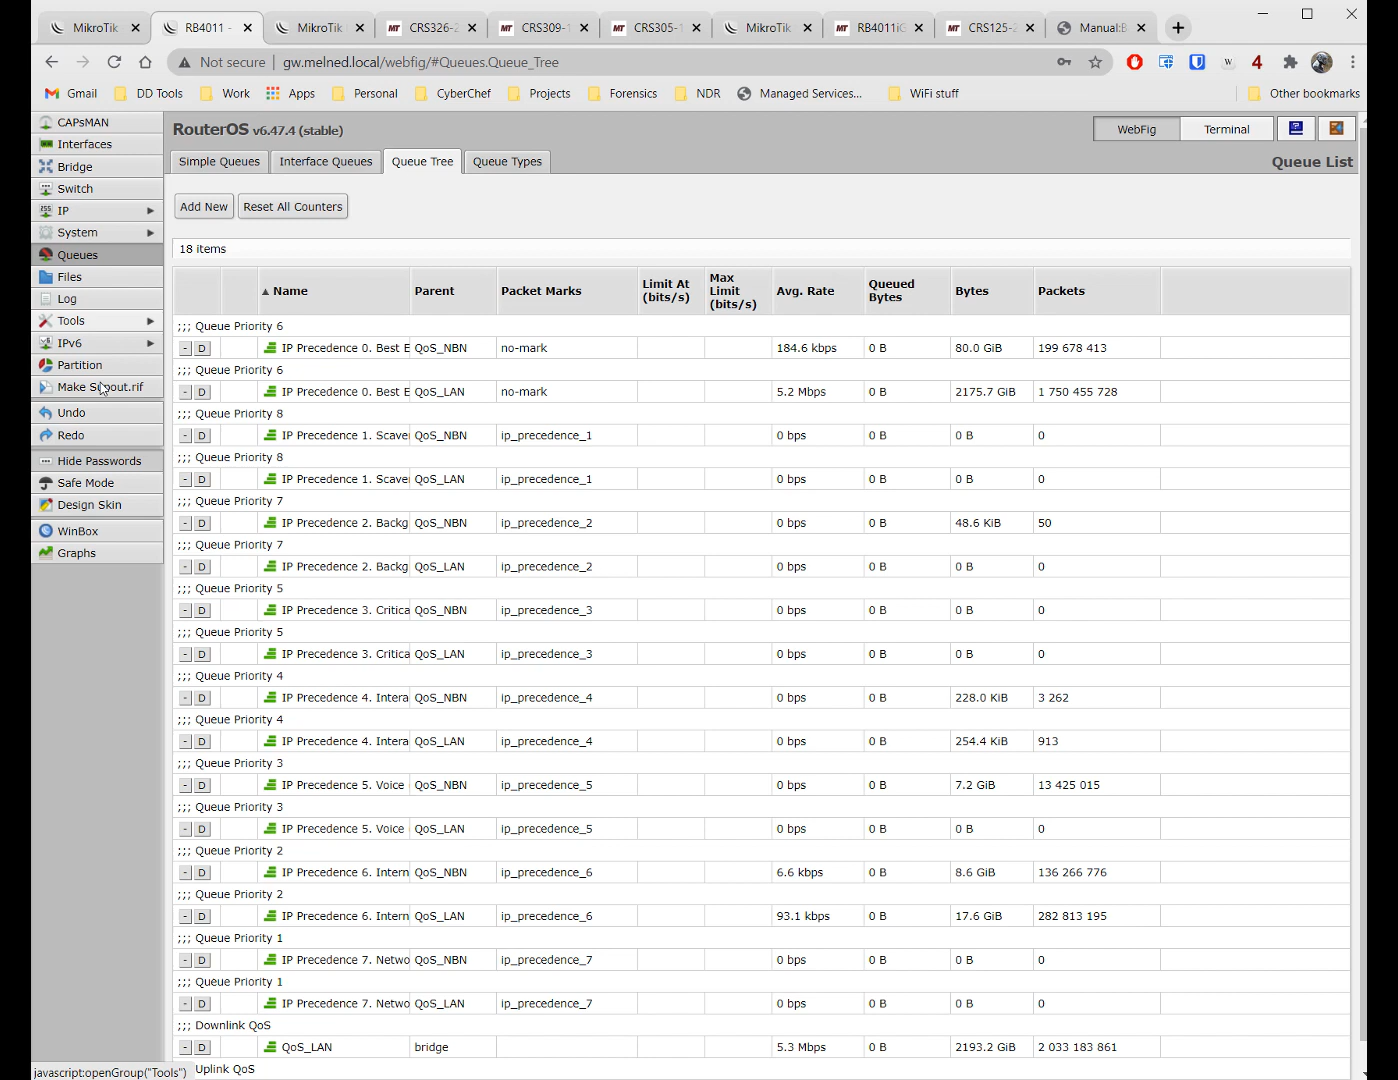 MikroTik
RB4011 -
MikroTik
CRS326-2
CRS309-1
CRS305-1
MikroTik
RB4011iG
CRS125-2
Manual:B
Not secure | gw.melned.local/webfig/#Queues.Queue_Tree
Gmail
DD Tools
Work
Apps
Personal
CyberChef
Projects
Forensics
NDR
Managed Services...
WiFi stuff
Other bookmarks
CAPsMAN
Interfaces
Bridge
Switch
IP
System
Queues
Files
Log
Tools
IPv6
Partition
Undo
Redo
Hide Passwords
Safe Mode
Design Skin
WinBox
Graphs
RouterOS v6.47.4 (stable)
WebFig
Terminal
Simple Queues
Interface Queues
Queue Tree
Queue Types
Queue List
Add New
Reset All Counters
18 items
Name Parent Packet Marks Limit At (bits/s) Max Limit (bits/s) Avg. Rate Queued Bytes Bytes Packets
;;; Queue Priority 6
- D IP Precedence 0. Best E QoS_NBN no-mark 184.6 kbps 0 B 80.0 GiB 199 678 413
;;; Queue Priority 6
- D IP Precedence 0. Best E QoS_LAN no-mark 5.2 Mbps 0 B 2175.7 GiB 1 750 455 728
;;; Queue Priority 8
- D IP Precedence 1. Scave QoS_NBN ip_precedence_1 0 bps 0 B 0 B 0
;;; Queue Priority 8
- D IP Precedence 1. Scave QoS_LAN ip_precedence_1 0 bps 0 B 0 B 0
;;; Queue Priority 7
- D IP Precedence 2. Backg QoS_NBN ip_precedence_2 0 bps 0 B 48.6 KiB 50
;;; Queue Priority 7
- D IP Precedence 2. Backg QoS_LAN ip_precedence_2 0 bps 0 B 0 B 0
;;; Queue Priority 5
- D IP Precedence 3. Critica QoS_NBN ip_precedence_3 0 bps 0 B 0 B 0
;;; Queue Priority 5
- D IP Precedence 3. Critica QoS_LAN ip_precedence_3 0 bps 0 B 0 B 0
;;; Queue Priority 4
- D IP Precedence 4. Intera QoS_NBN ip_precedence_4 0 bps 0 B 228.0 KiB 3 262
;;; Queue Priority 4
- D IP Precedence 4. Intera QoS_LAN ip_precedence_4 0 bps 0 B 254.4 KiB 913
;;; Queue Priority 3
- D IP Precedence 5. Voice QoS_NBN ip_precedence_5 0 bps 0 B 7.2 GiB 13 425 015
;;; Queue Priority 3
- D IP Precedence 5. Voice QoS_LAN ip_precedence_5 0 bps 0 B 0 B 0
;;; Queue Priority 2
- D IP Precedence 6. Intern QoS_NBN ip_precedence_6 6.6 kbps 0 B 8.6 GiB 136 266 776
;;; Queue Priority 2
- D IP Precedence 6. Intern QoS_LAN ip_precedence_6 93.1 kbps 0 B 17.6 GiB 282 813 195
;;; Queue Priority 1
- D IP Precedence 7. Netwo QoS_NBN ip_precedence_7 0 bps 0 B 0 B 0
;;; Queue Priority 1
- D IP Precedence 7. Netwo QoS_LAN ip_precedence_7 0 bps 0 B 0 B 0
;;; Downlink QoS
- D QoS_LAN bridge 5.3 Mbps 0 B 2193.2 GiB 2 033 183 861
Uplink QoS
javascript:openGroup("Tools")